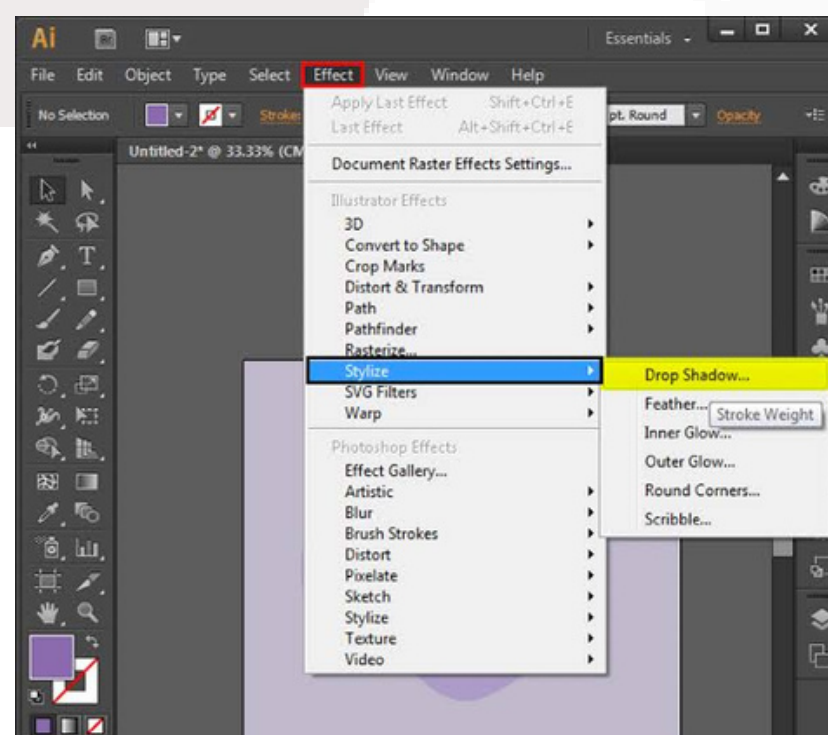 Ai Br Essentials
File Edit Object Type Select Effect View Window Help
No Selection Stroke: pt. Round Opacity
Untitled-2* @ 33.33% (CM
Apply Last Effect Shift+Ctrl+E
Last Effect Alt+Shift+Ctrl+E
Document Raster Effects Settings...
Illustrator Effects
3D
Convert to Shape
Crop Marks
Distort & Transform
Path
Pathfinder
Rasterize...
Stylize
SVG Filters
Warp
Drop Shadow...
Feather...
Stroke Weight
Inner Glow...
Outer Glow...
Round Corners...
Scribble...
Photoshop Effects
Effect Gallery...
Artistic
Blur
Brush Strokes
Distort
Pixelate
Sketch
Stylize
Texture
Video